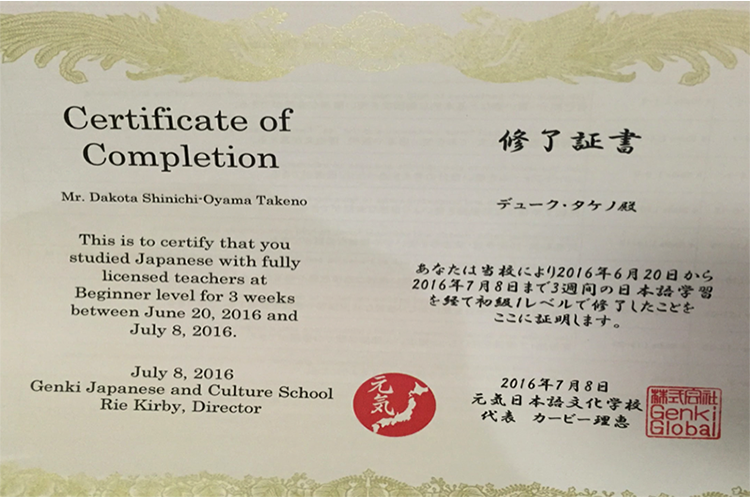 Certificate of
Completion
Mr. Dakota Shinichi-Oyama Takeno
This is to certify that you
studied Japanese with fully
licensed teachers at
Beginner level for 3 weeks
between June 20, 2016 and
July 8, 2016.
July 8, 2016
Genki Japanese and Culture School
Rie Kirby, Director
修了証書
デューク・タケノ殿
あなたは当校により2016年6月20日から
2016年7月8日まで3週間の日本語学習
を経て初級1レベルで修了したことを
ここに証明します。
2016年7月8日
元気日本語文化学校
代表 カービー理恵
元気
株式会社
Genki
Global